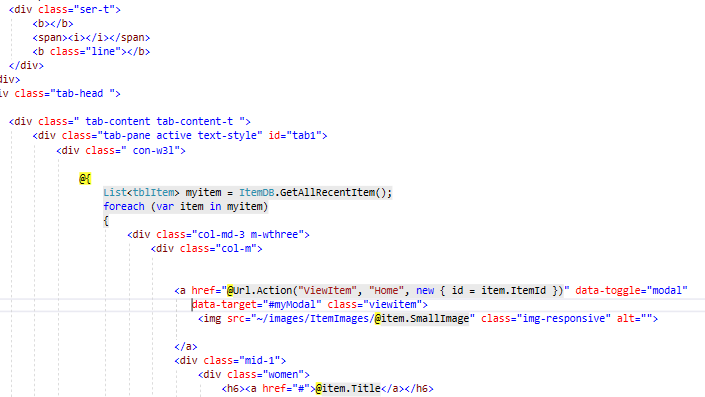 <div class="ser-t">
<b></b>
<span><i></i></span>
<b class="line"></b>
</div>
div>
iv class="tab-head ">
<div class=" tab-content tab-content-t ">
<div class="tab-pane active text-style" id="tab1">
<div class=" con-w3l">
@{
List<tblItem> myitem = ItemDB.GetAllRecentItem();
foreach (var item in myitem)
{
<div class="col-md-3 m-wthree">
<div class="col-m">
<a href="@Url.Action("ViewItem", "Home", new { id = item.ItemId })" data-toggle="modal"
data-target="#myModal" class="viewitem">
<img src="~/images/ItemImages/@item.SmallImage" class="img-responsive" alt="">
</a>
<div class="mid-1">
<div class="women">
<h6><a href="#">@item.Title</a></h6>